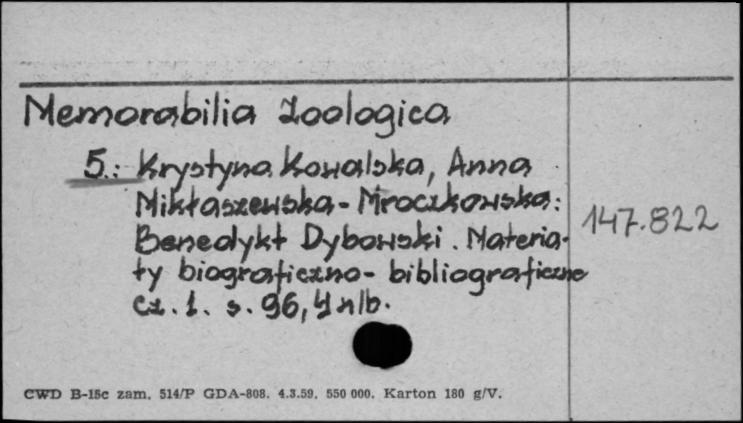 Memorabilia Zoologica
5.: Krystyna Kowalska, Anna
Mikłaszewska-Mroczkowska:
Benedykt Dybowski. Materia-
ły biograficzno-bibliograficzne
Cz. 1. s. 96, 4 nlb.
147.822
CWD B-15c zam. 514/P GDA-808. 4.3.59. 550 000. Karton 180 g/V.